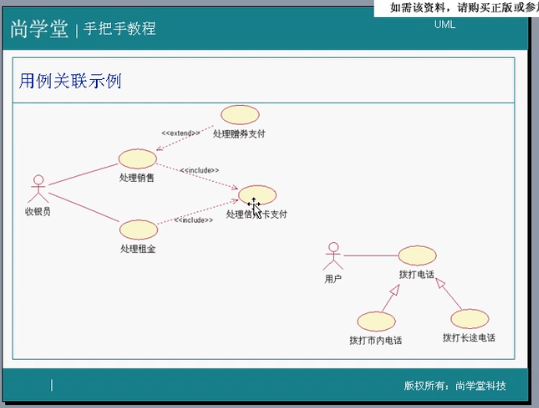 如需该资料，请购买正版或参加
尚学堂 | 手把手教程
UML
用例关联示例
<<extend>>
处理赠券支付
处理销售
<<include>>
收银员
处理信用卡支付
<<include>>
处理租金
用户
拨打电话
拨打市内电话
拨打长途电话
版权所有：尚学堂科技